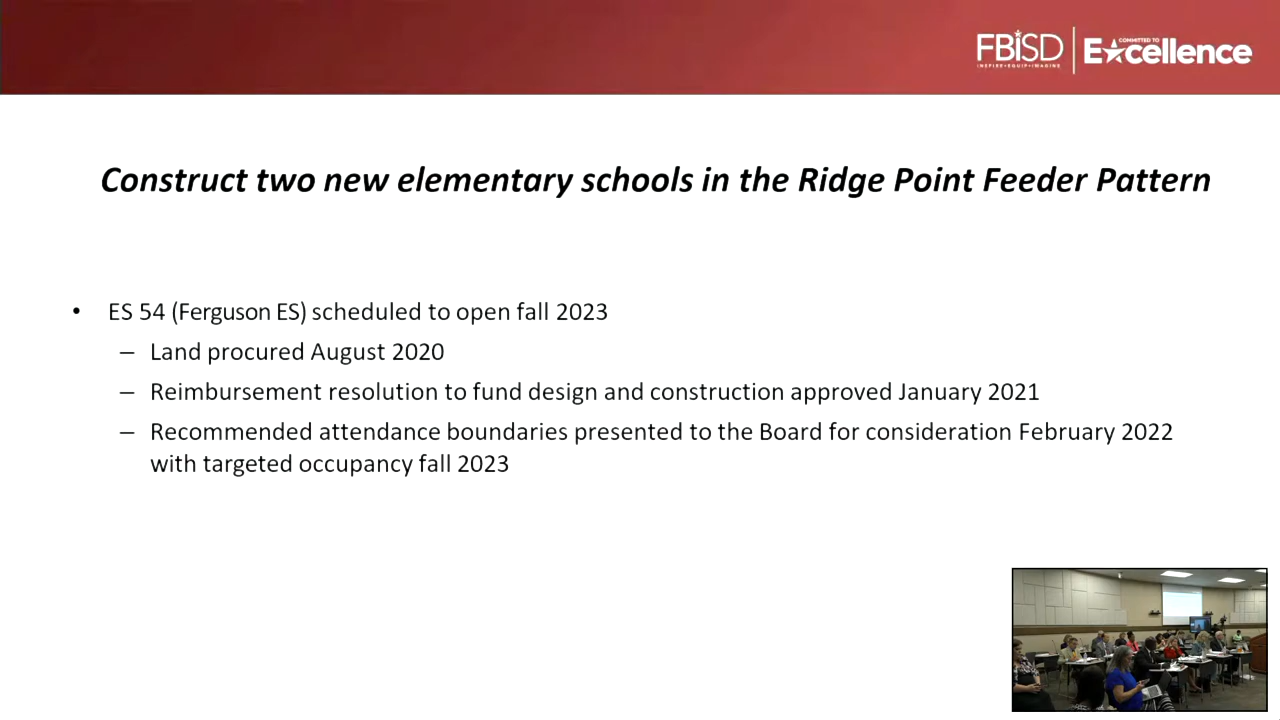 FBISD
INSPIRE•EQUIP•IMAGINE
COMMITTED TO
Excellence
Construct two new elementary schools in the Ridge Point Feeder Pattern
• ES 54 (Ferguson ES) scheduled to open fall 2023
– Land procured August 2020
– Reimbursement resolution to fund design and construction approved January 2021
– Recommended attendance boundaries presented to the Board for consideration February 2022
with targeted occupancy fall 2023